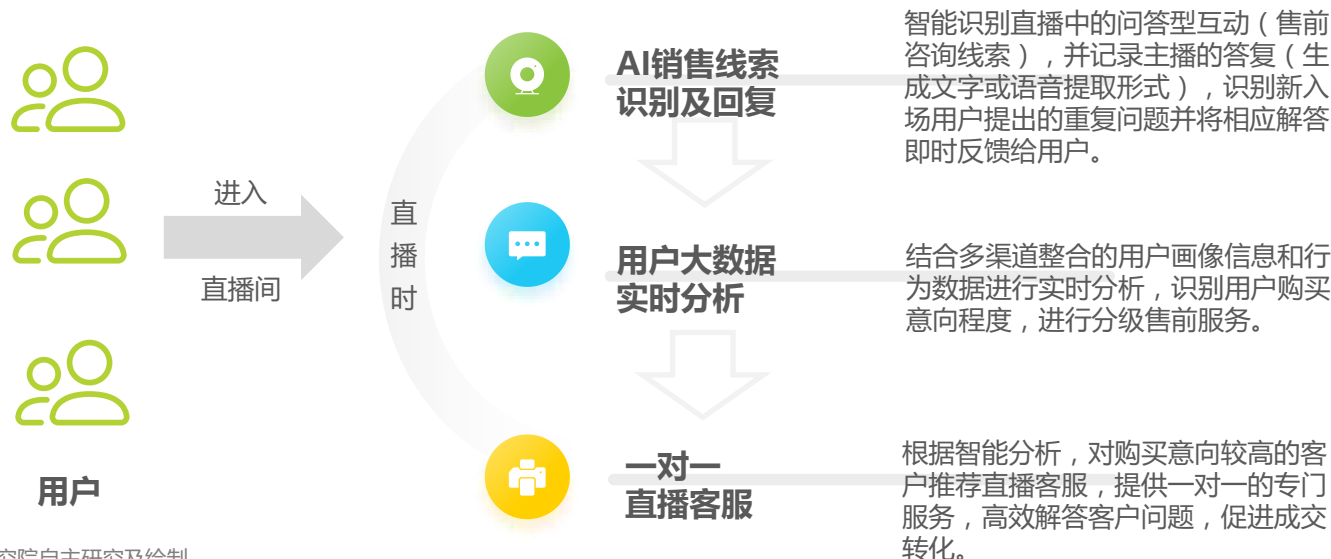 进入
直播间
用户
直
播
时
AI销售线索
识别及回复
智能识别直播中的问答型互动（售前
咨询线索），并记录主播的答复（生
成文字或语音提取形式），识别新入
场用户提出的重复问题并将相应解答
即时反馈给用户。
用户大数据
实时分析
结合多渠道整合的用户画像信息和行
为数据进行实时分析，识别用户购买
意向程度，进行分级售前服务。
一对一
直播客服
根据智能分析，对购买意向较高的客
户推荐直播客服，提供一对一的专门
服务，高效解答客户问题，促进成交
转化。
究院自主研究及绘制